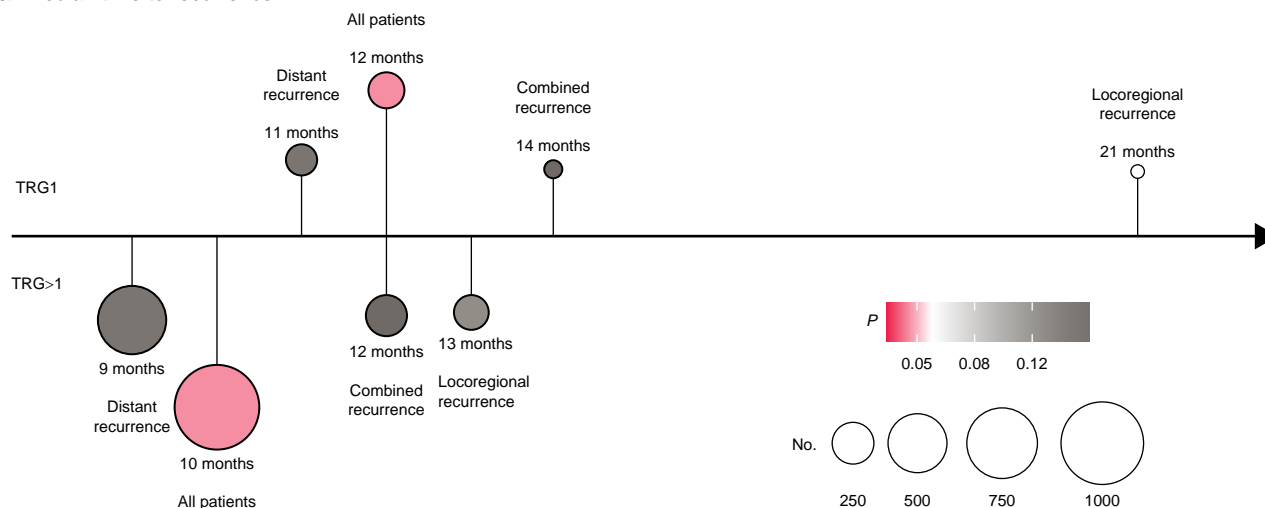 All patients
12 months
Distant
recurrence
11 months
Combined
recurrence
14 months
Locoregional
recurrence
21 months
TRG1
TRG>1
9 months
Distant
recurrence
10 months
All patients
12 months
Combined
recurrence
13 months
Locoregional
recurrence
P
0.05 0.08 0.12
No.
250 500 750 1000